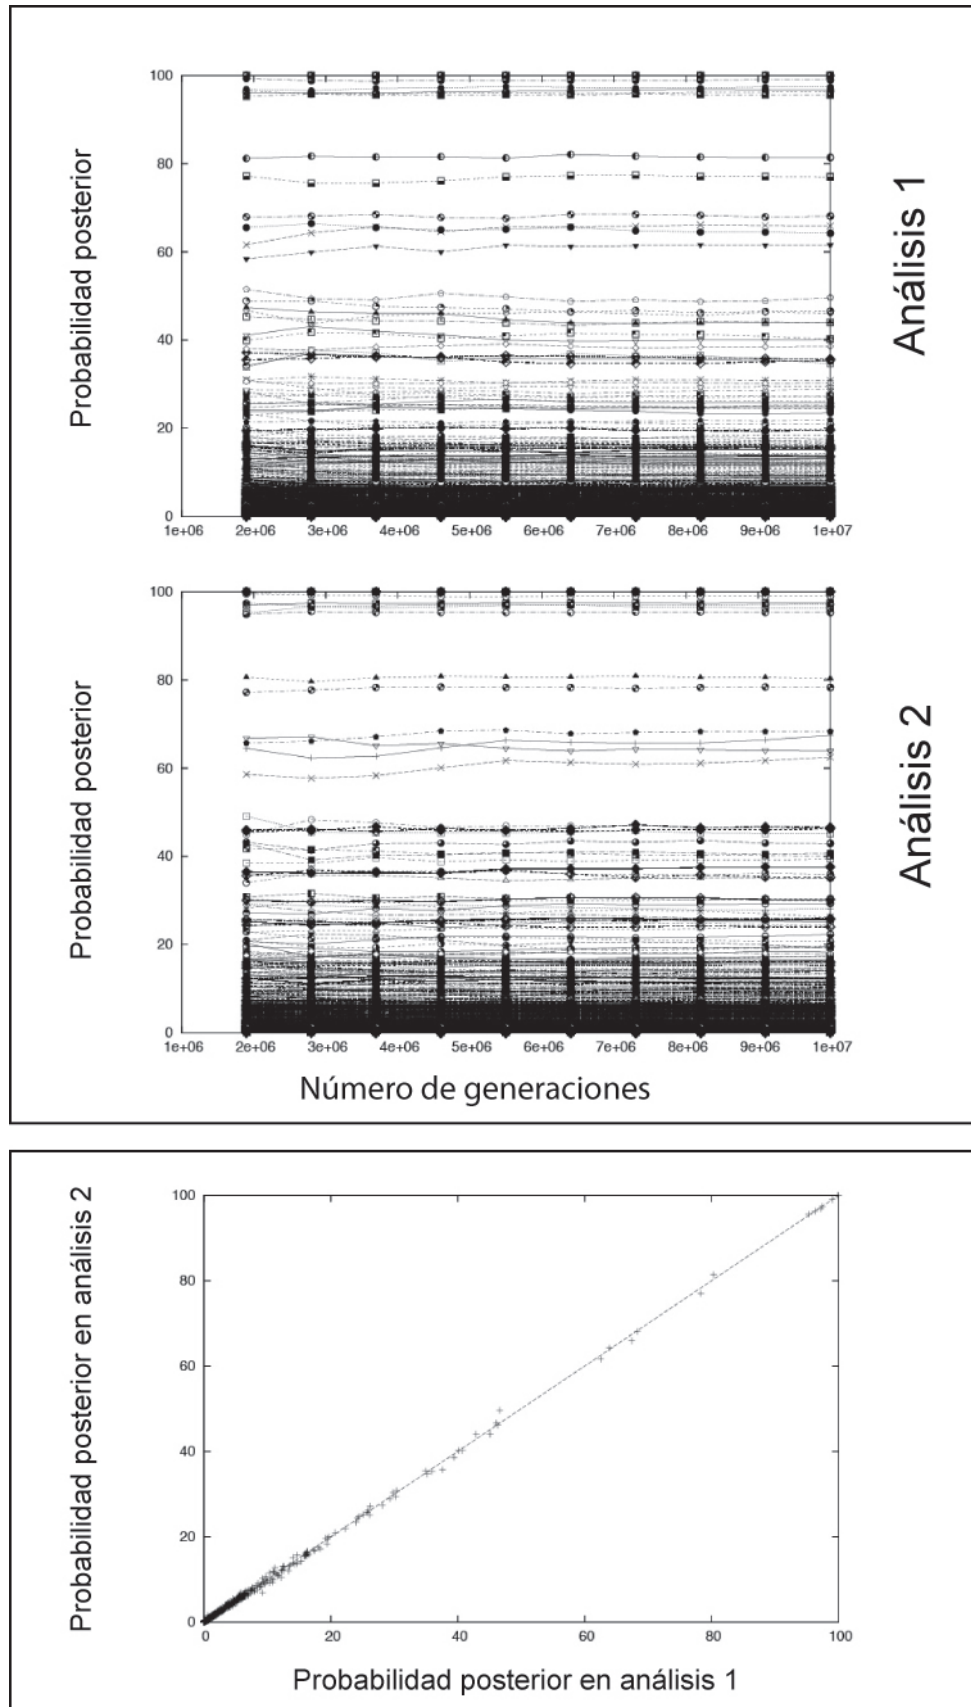 100
80
60
40
20
0
Probabilidad posterior
Análisis 1
1e+06 2e+06 3e+06 4e+06 5e+06 6e+06 7e+06 8e+06 9e+06 1e+07
100
80
60
40
20
0
Probabilidad posterior
Análisis 2
1e+06 2e+06 3e+06 4e+06 5e+06 6e+06 7e+06 8e+06 9e+06 1e+07
Número de generaciones
Probabilidad posterior en análisis 2
100
80
60
40
20
0
0 20 40 60 80 100
Probabilidad posterior en análisis 1